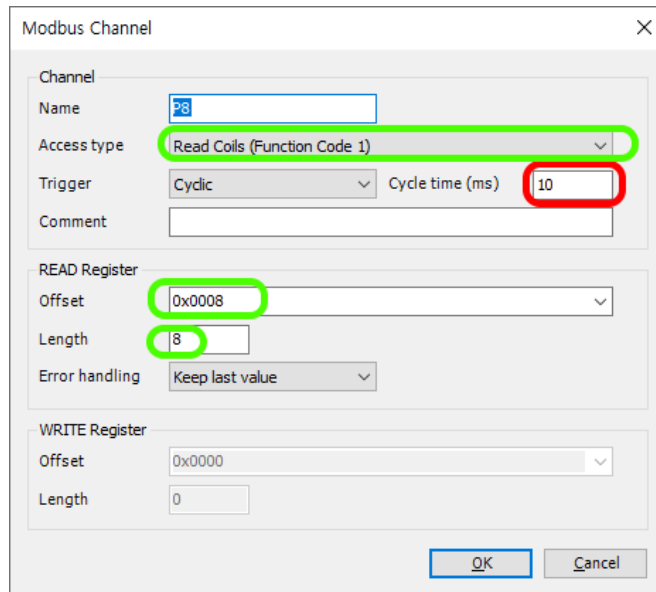 Modbus Channel
Channel
Name P8
Access type Read Coils (Function Code 1)
Trigger Cyclic Cycle time (ms) 10
Comment
READ Register
Offset 0x0008
Length 8
Error handling Keep last value
WRITE Register
Offset 0x0000
Length 0
OK Cancel